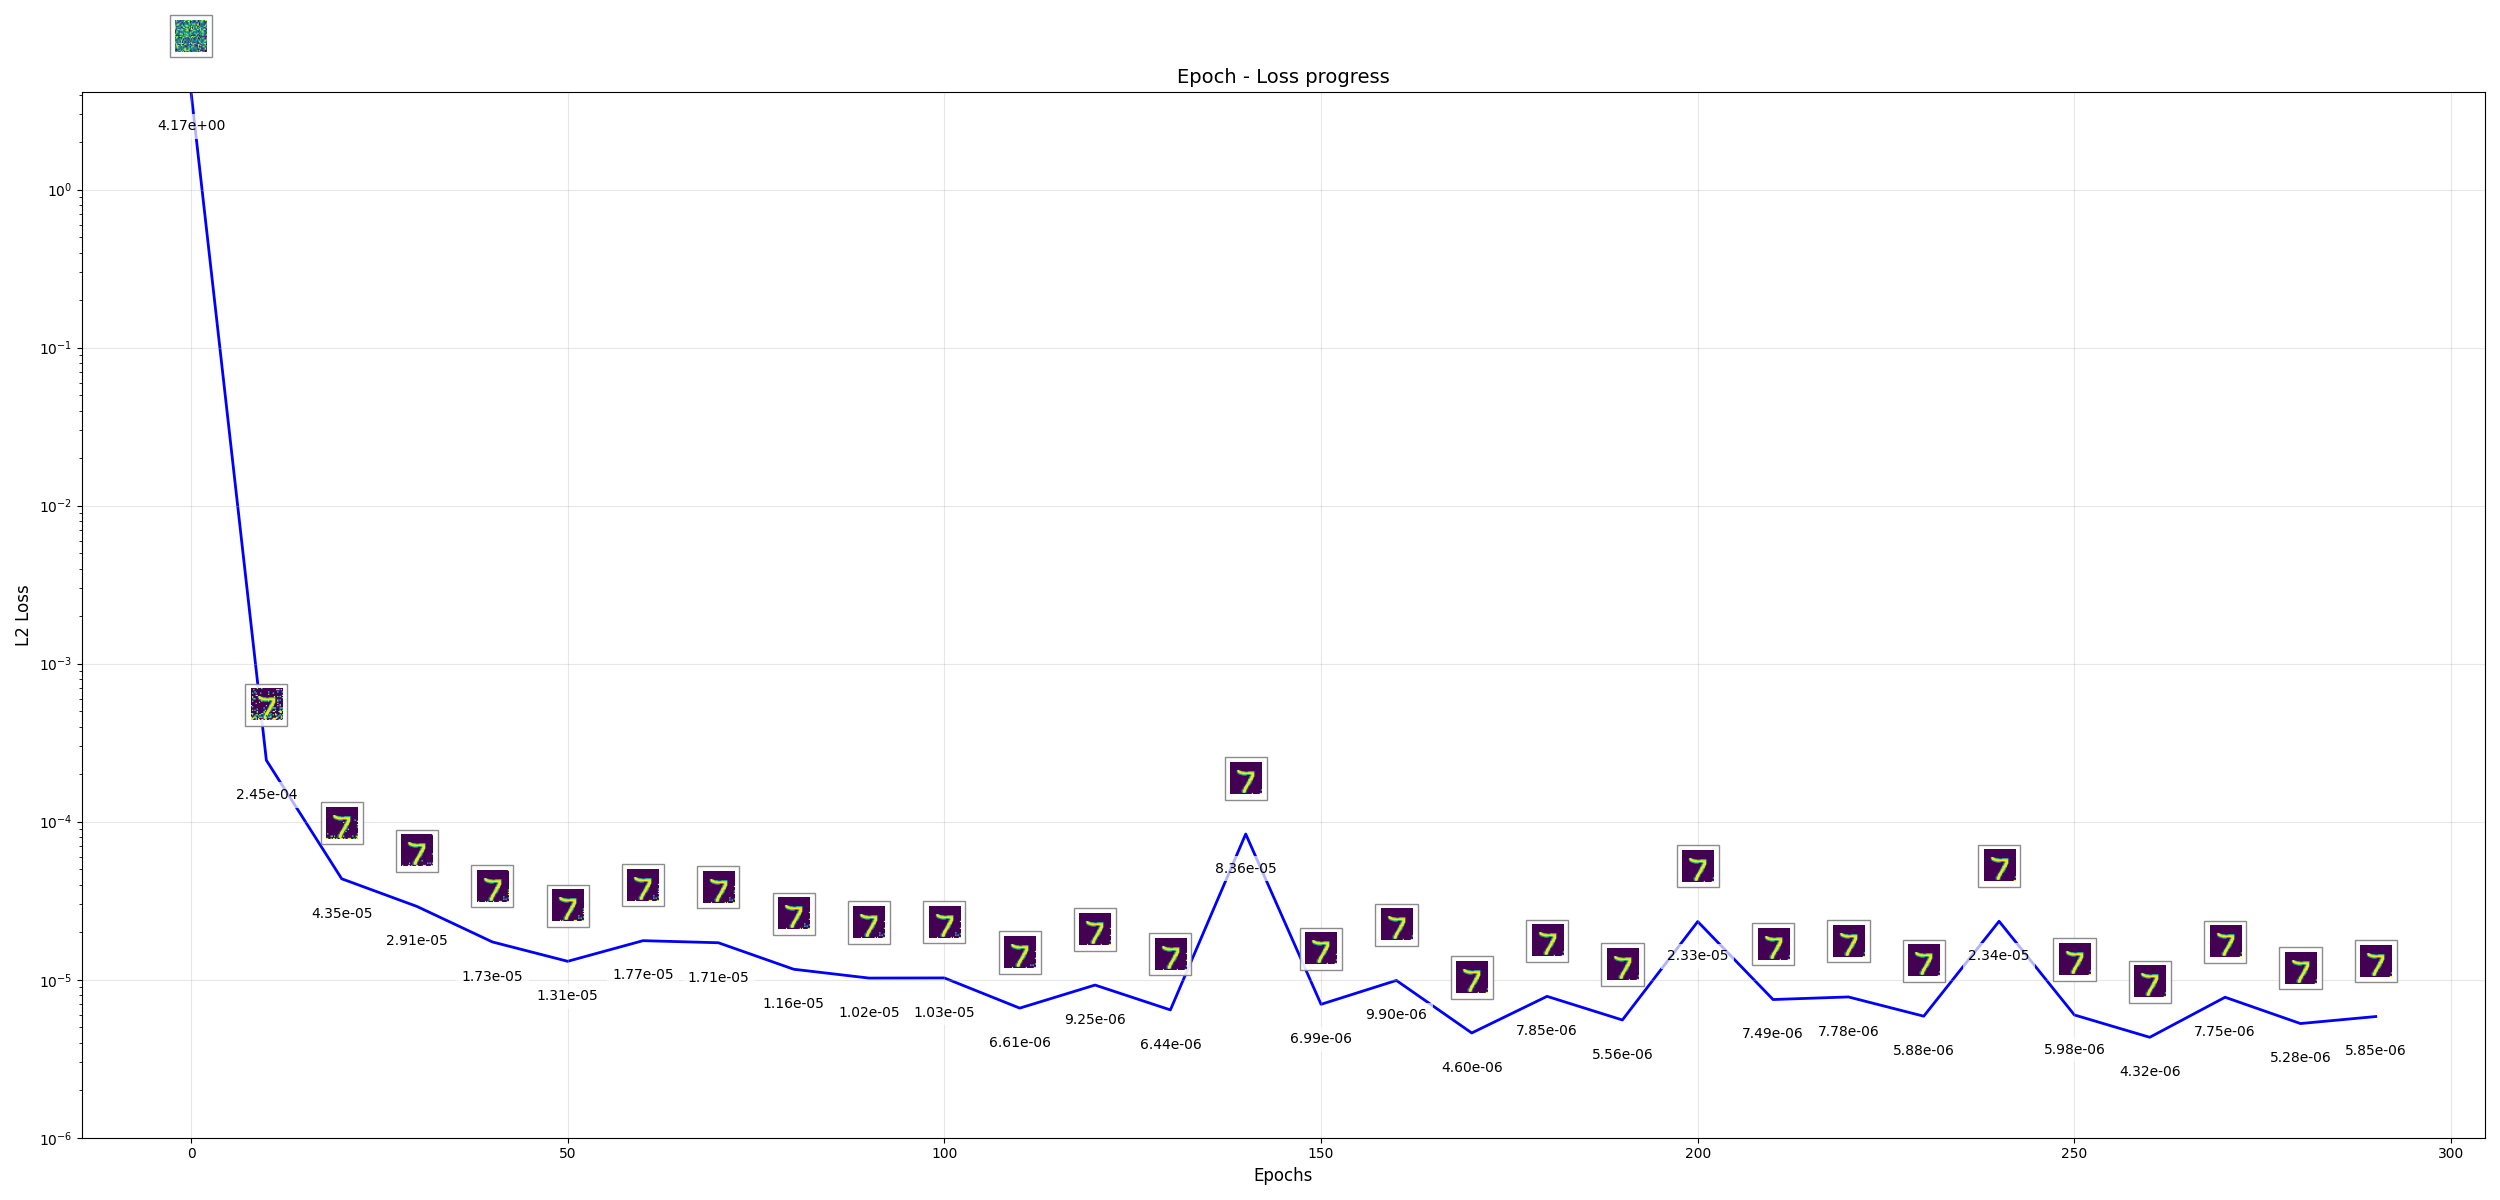 Epoch - Loss progress
L2 Loss
10⁰
10⁻¹
10⁻²
10⁻³
10⁻⁴
10⁻⁵
10⁻⁶
4.17e+00
2.45e-04
4.35e-05
2.91e-05
1.73e-05
1.31e-05
1.77e-05
1.71e-05
1.16e-05
1.02e-05
1.03e-05
6.61e-06
9.25e-06
6.44e-06
8.36e-05
6.99e-06
9.90e-06
4.60e-06
7.85e-06
5.56e-06
2.33e-05
7.49e-06
7.78e-06
5.88e-06
2.34e-05
5.98e-06
4.32e-06
7.75e-06
5.28e-06
5.85e-06
0 50 100 150 200 250 300
Epochs